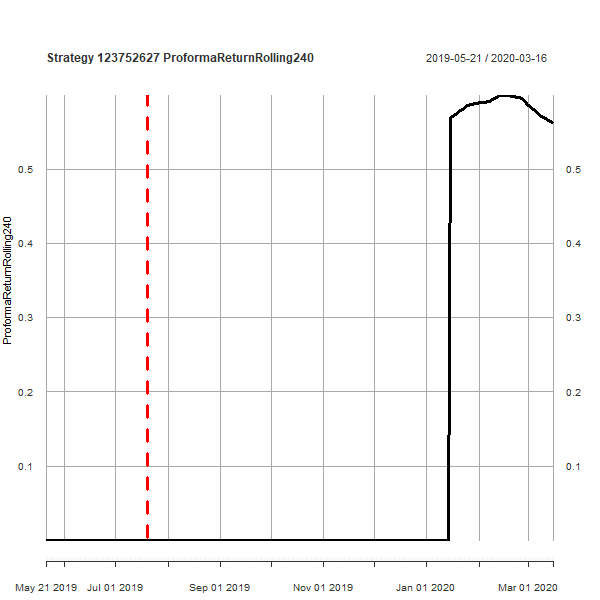 Strategy 123752627 ProformaReturnRolling240
2019-05-21 / 2020-03-16
ProformaReturnRolling240
0.5
0.4
0.3
0.2
0.1
0.5
0.4
0.3
0.2
0.1
May 21 2019
Jul 01 2019
Sep 01 2019
Nov 01 2019
Jan 01 2020
Mar 01 2020